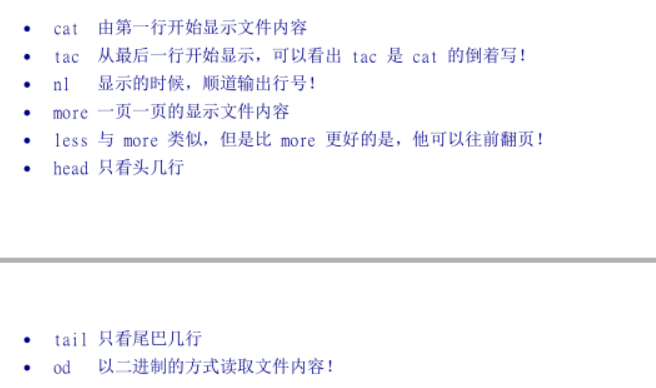 • cat 由第一行开始显示文件内容
• tac 从最后一行开始显示，可以看出 tac 是 cat 的倒着写！
• nl 显示的时候，顺道输出行号！
• more 一页一页的显示文件内容
• less 与 more 类似，但是比 more 更好的是，他可以往前翻页！
• head 只看头几行
• tail 只看尾巴几行
• od 以二进制的方式读取文件内容！